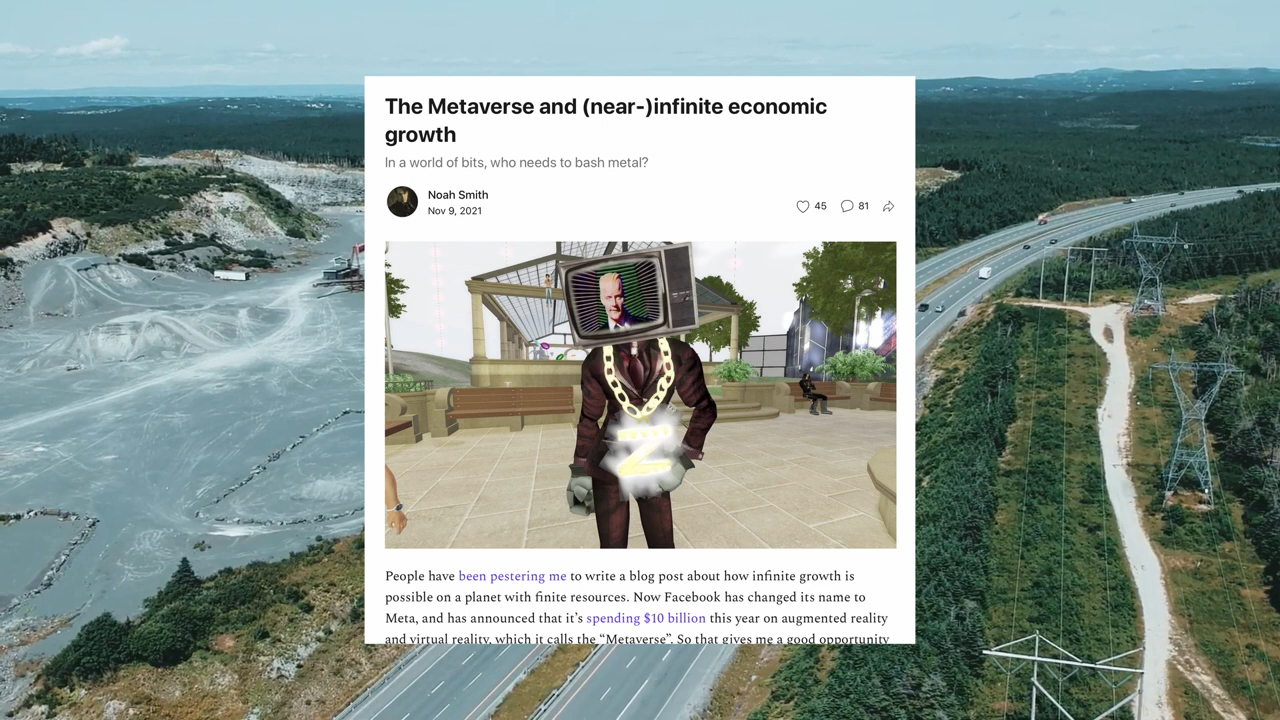 The Metaverse and (near-)infinite economic
growth
In a world of bits, who needs to bash metal?
Noah Smith
Nov 9, 2021
45
81
Z
People have been pestering me to write a blog post about how infinite growth is
possible on a planet with finite resources. Now Facebook has changed its name to
Meta, and has announced that it’s spending $10 billion this year on augmented reality
and virtual reality, which it calls the “Metaverse”. So that gives me a good opportunity